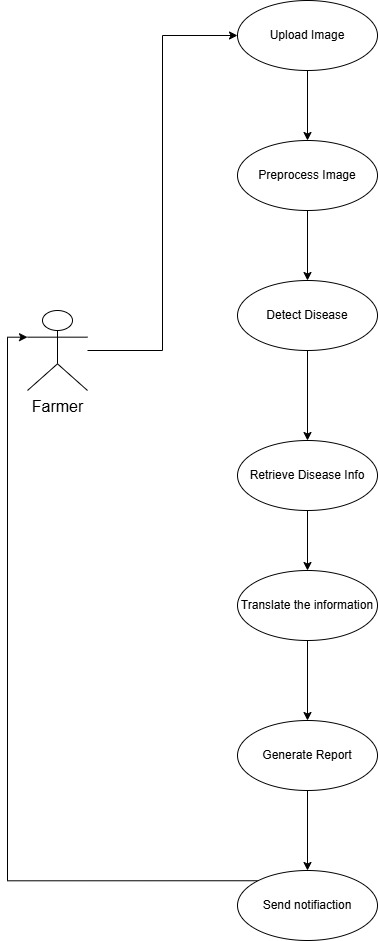 Upload Image
Preprocess Image
Detect Disease
Farmer
Retrieve Disease Info
Translate the information
Generate Report
Send notifiaction